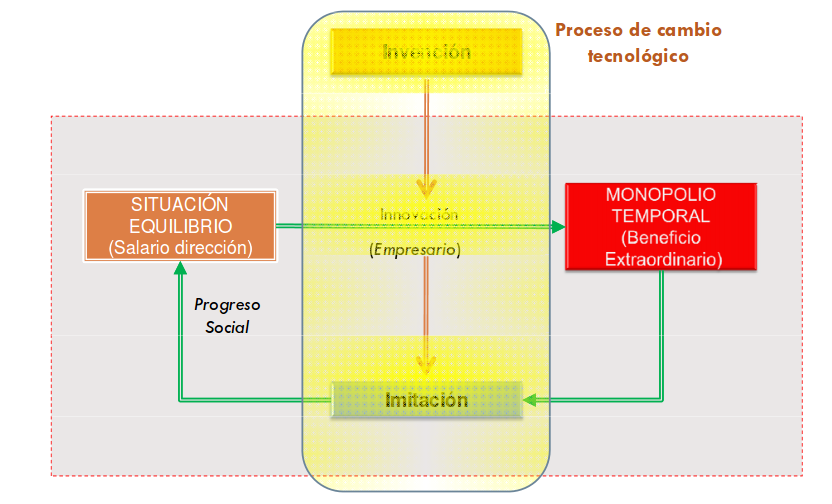 Proceso de cambio
tecnológico
Invención
SITUACIÓN
EQUILIBRIO
(Salario dirección)
Innovación
(Empresario)
MONOPOLIO
TEMPORAL
(Beneficio
Extraordinario)
Progreso
Social
Imitación